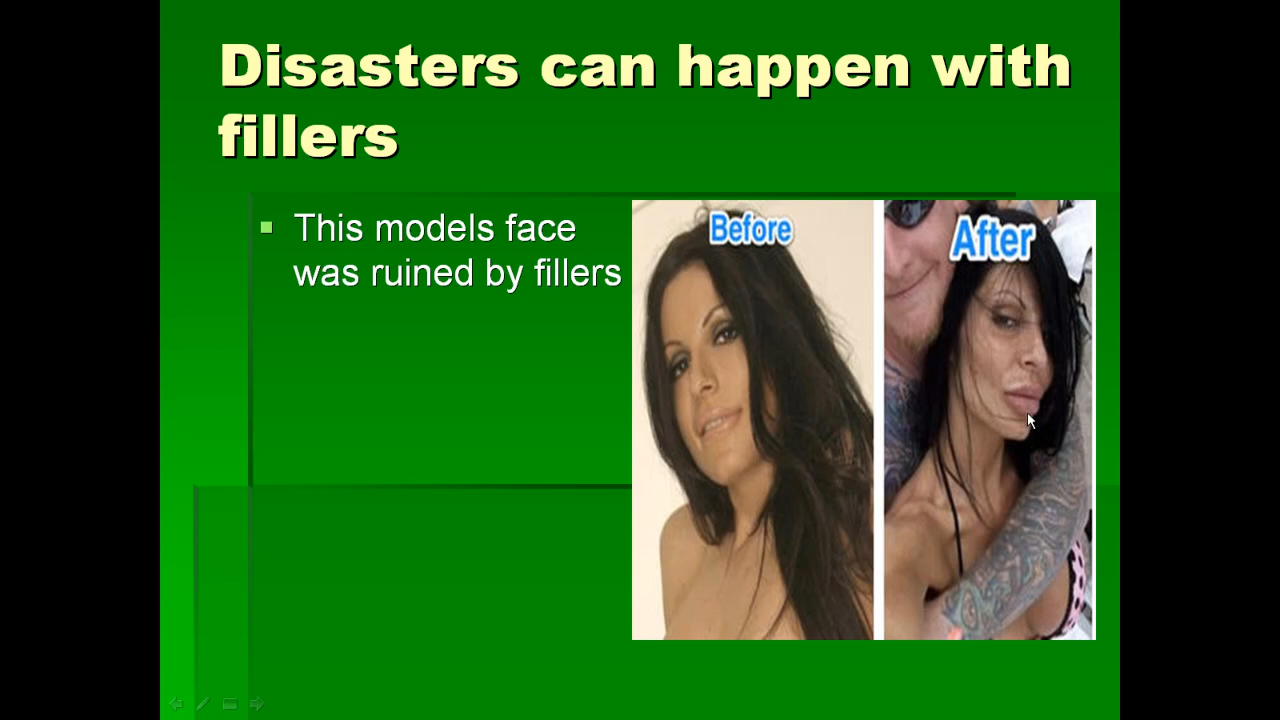 Disasters can happen with
fillers
This models face
was ruined by fillers
Before
After